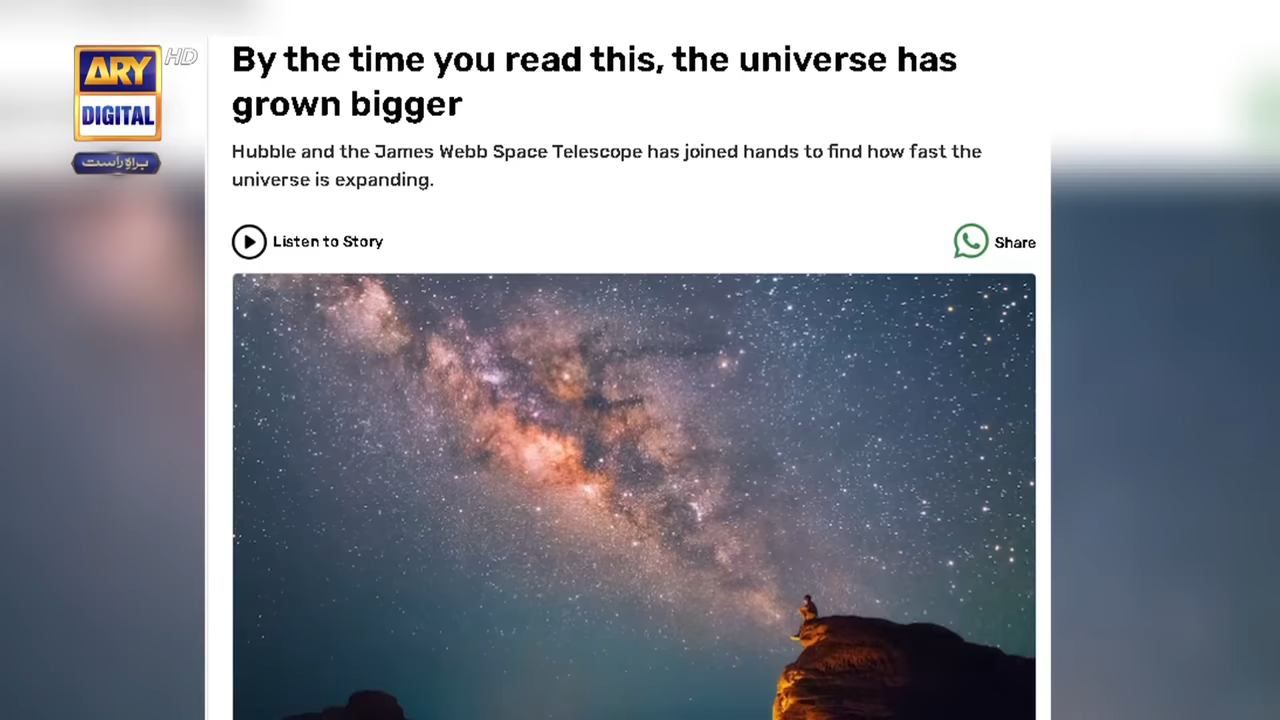 ARY
HD
DIGITAL
براہِ راست
By the time you read this, the universe has
grown bigger
Hubble and the James Webb Space Telescope has joined hands to find how fast the
universe is expanding.
Listen to Story
Share